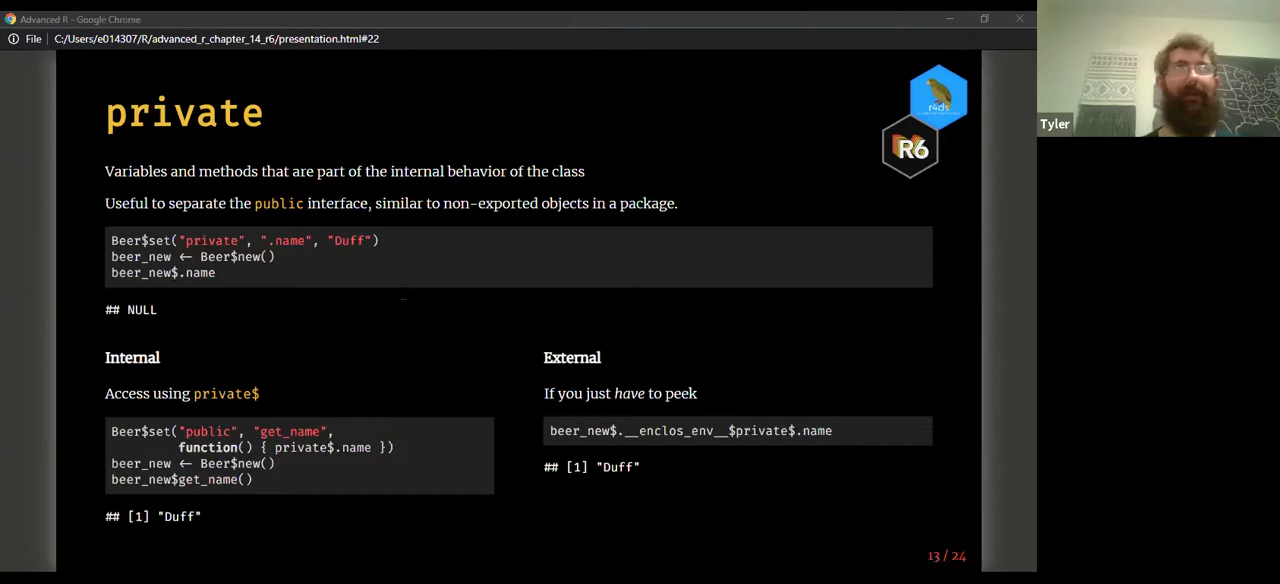 Advanced R - Google Chrome
File C:/Users/e014307/R/advanced_r_chapter_14_r6/presentation.html#22
private
r4ds
R6
Tyler
Variables and methods that are part of the internal behavior of the class
Useful to separate the public interface, similar to non-exported objects in a package.
Beer$set("private", ".name", "Duff")
beer_new ← Beer$new()
beer_new$.name
## NULL
Internal
Access using private$
Beer$set("public", "get_name",
function() { private$.name })
beer_new ← Beer$new()
beer_new$get_name()
## [1] "Duff"
External
If you just have to peek
beer_new$.__enclos_env__$private$.name
## [1] "Duff"
13 / 24